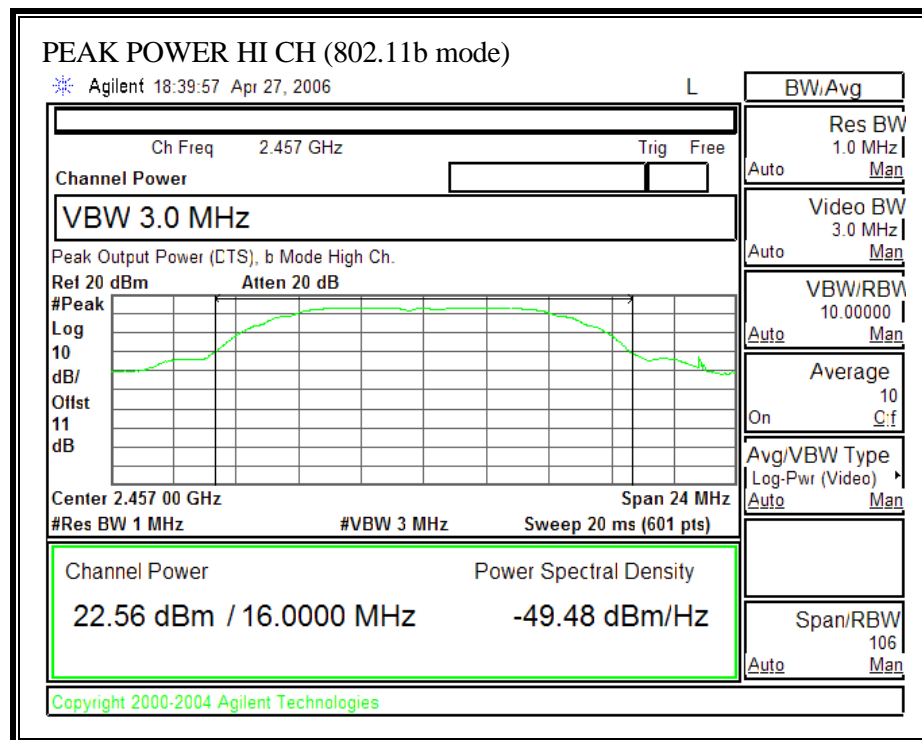 PEAK POWER HI CH (802.11b mode)
Agilent 18:39:57 Apr 27, 2006 L
BW/Avg
Ch Freq 2.457 GHz Trig Free
Channel Power
VBW 3.0 MHz
Peak Output Power (DTS), b Mode High Ch.
Ref 20 dBm Atten 20 dB
#Peak
Log
10
dB/
Offst
11
dB
Center 2.457 00 GHz Span 24 MHz
#Res BW 1 MHz #VBW 3 MHz Sweep 20 ms (601 pts)
Channel Power Power Spectral Density
22.56 dBm / 16.0000 MHz -49.48 dBm/Hz
Res BW
1.0 MHz
Auto Man
Video BW
3.0 MHz
Auto Man
VBW/RBW
10.00000
Auto Man
Average
10
On Off
Avg/VBW Type
Log-Pwr (Video)
Auto Man
Span/RBW
106
Auto Man
Copyright 2000-2004 Agilent Technologies